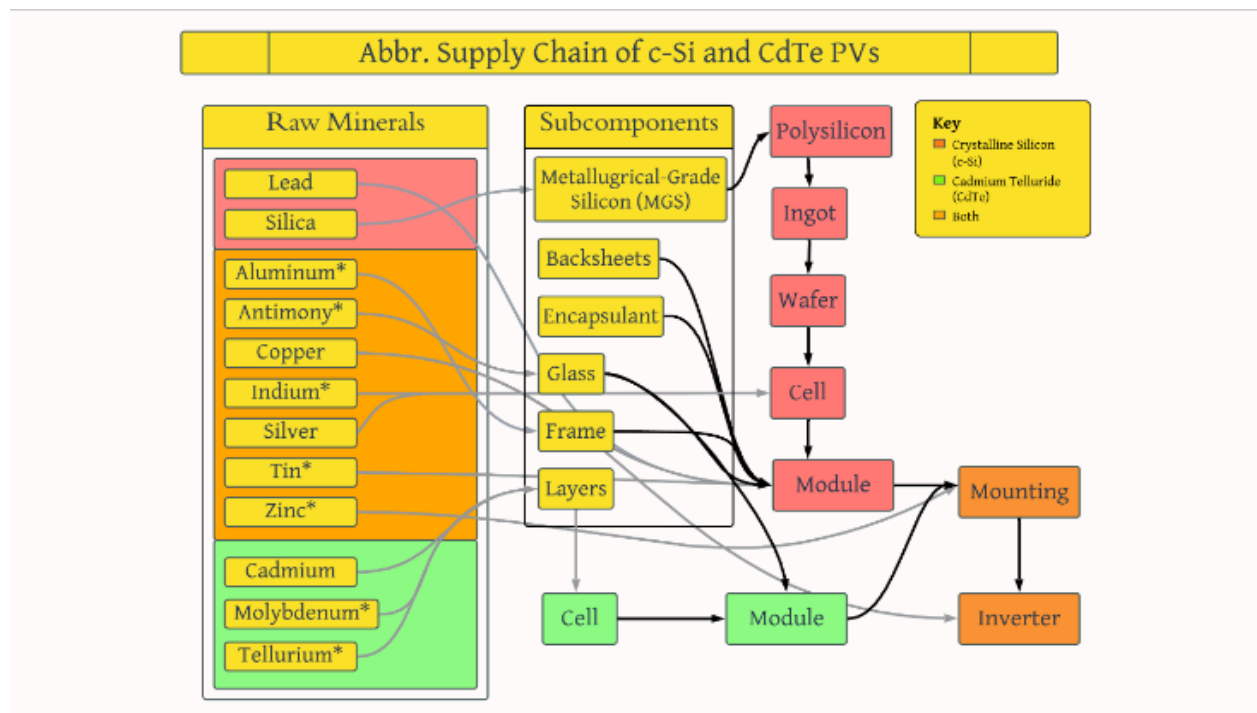 Abbr. Supply Chain of c-Si and CdTe PVs
Raw Minerals
Lead
Silica
Aluminum*
Antimony*
Copper
Indium*
Silver
Tin*
Zinc*
Cadmium
Molybdenum*
Tellurium*
Subcomponents
Metallugrical-Grade
Silicon (MGS)
Backsheets
Encapsulant
Glass
Frame
Layers
Polysilicon
Ingot
Wafer
Cell
Module
Cell
Module
Mounting
Inverter
Key
Crystalline Silicon
(c-Si)
Cadmium Telluride
(CdTe)
Both